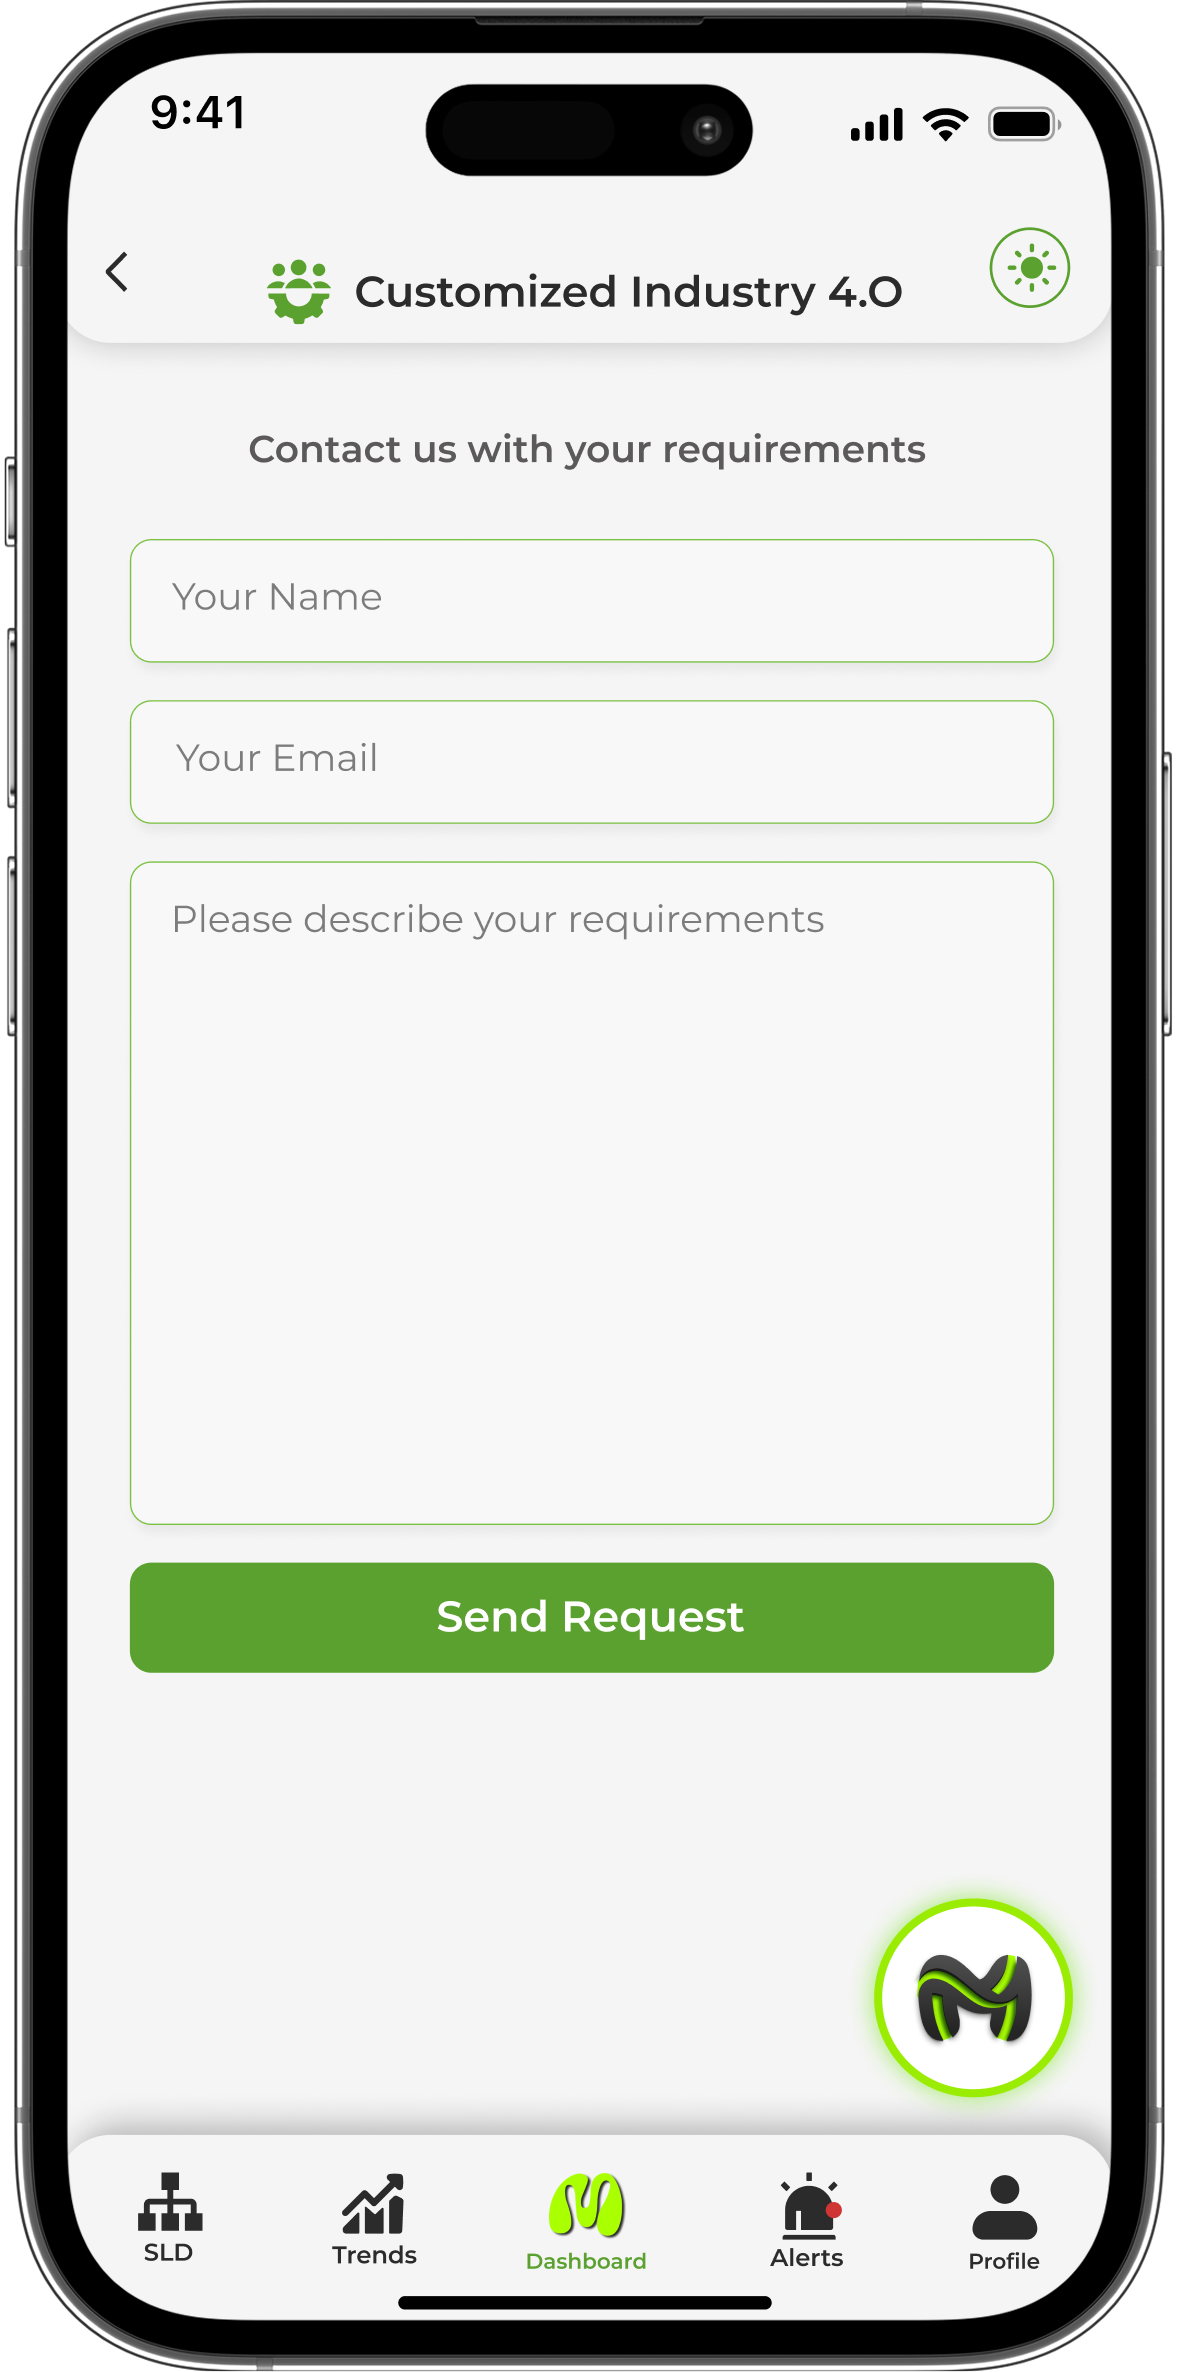 9:41
Customized Industry 4.O
Contact us with your requirements
Your Name
Your Email
Please describe your requirements
Send Request
SLD
Trends
Dashboard
Alerts
Profile